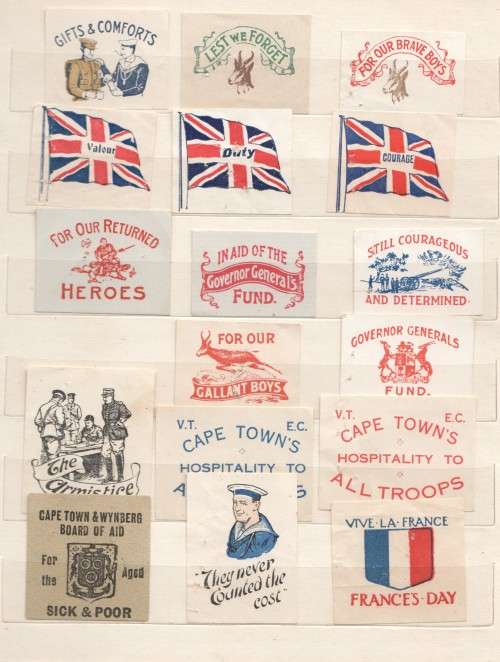 GIFTS & COMFORTS
LEST WE FORGET
FOR OUR BRAVE BOYS
Valour
Duty
COURAGE
FOR OUR RETURNED
HEROES
IN AID OF THE
Governor General's
FUND.
STILL COURAGEOUS
AND DETERMINED.
FOR OUR
GALLANT BOYS
GOVERNOR GENERALS
FUND.
The
Armistice
V.T. E.C.
CAPE TOWN'S
HOSPITALITY TO
V.T. E.C.
CAPE TOWN'S
HOSPITALITY TO
ALL TROOPS
CAPE TOWN & WYNBERG
BOARD OF AID
For Aged
the
SICK & POOR
"They never
Counted the
cost"
VIVE·LA·FRANCE
FRANCE'S·DAY